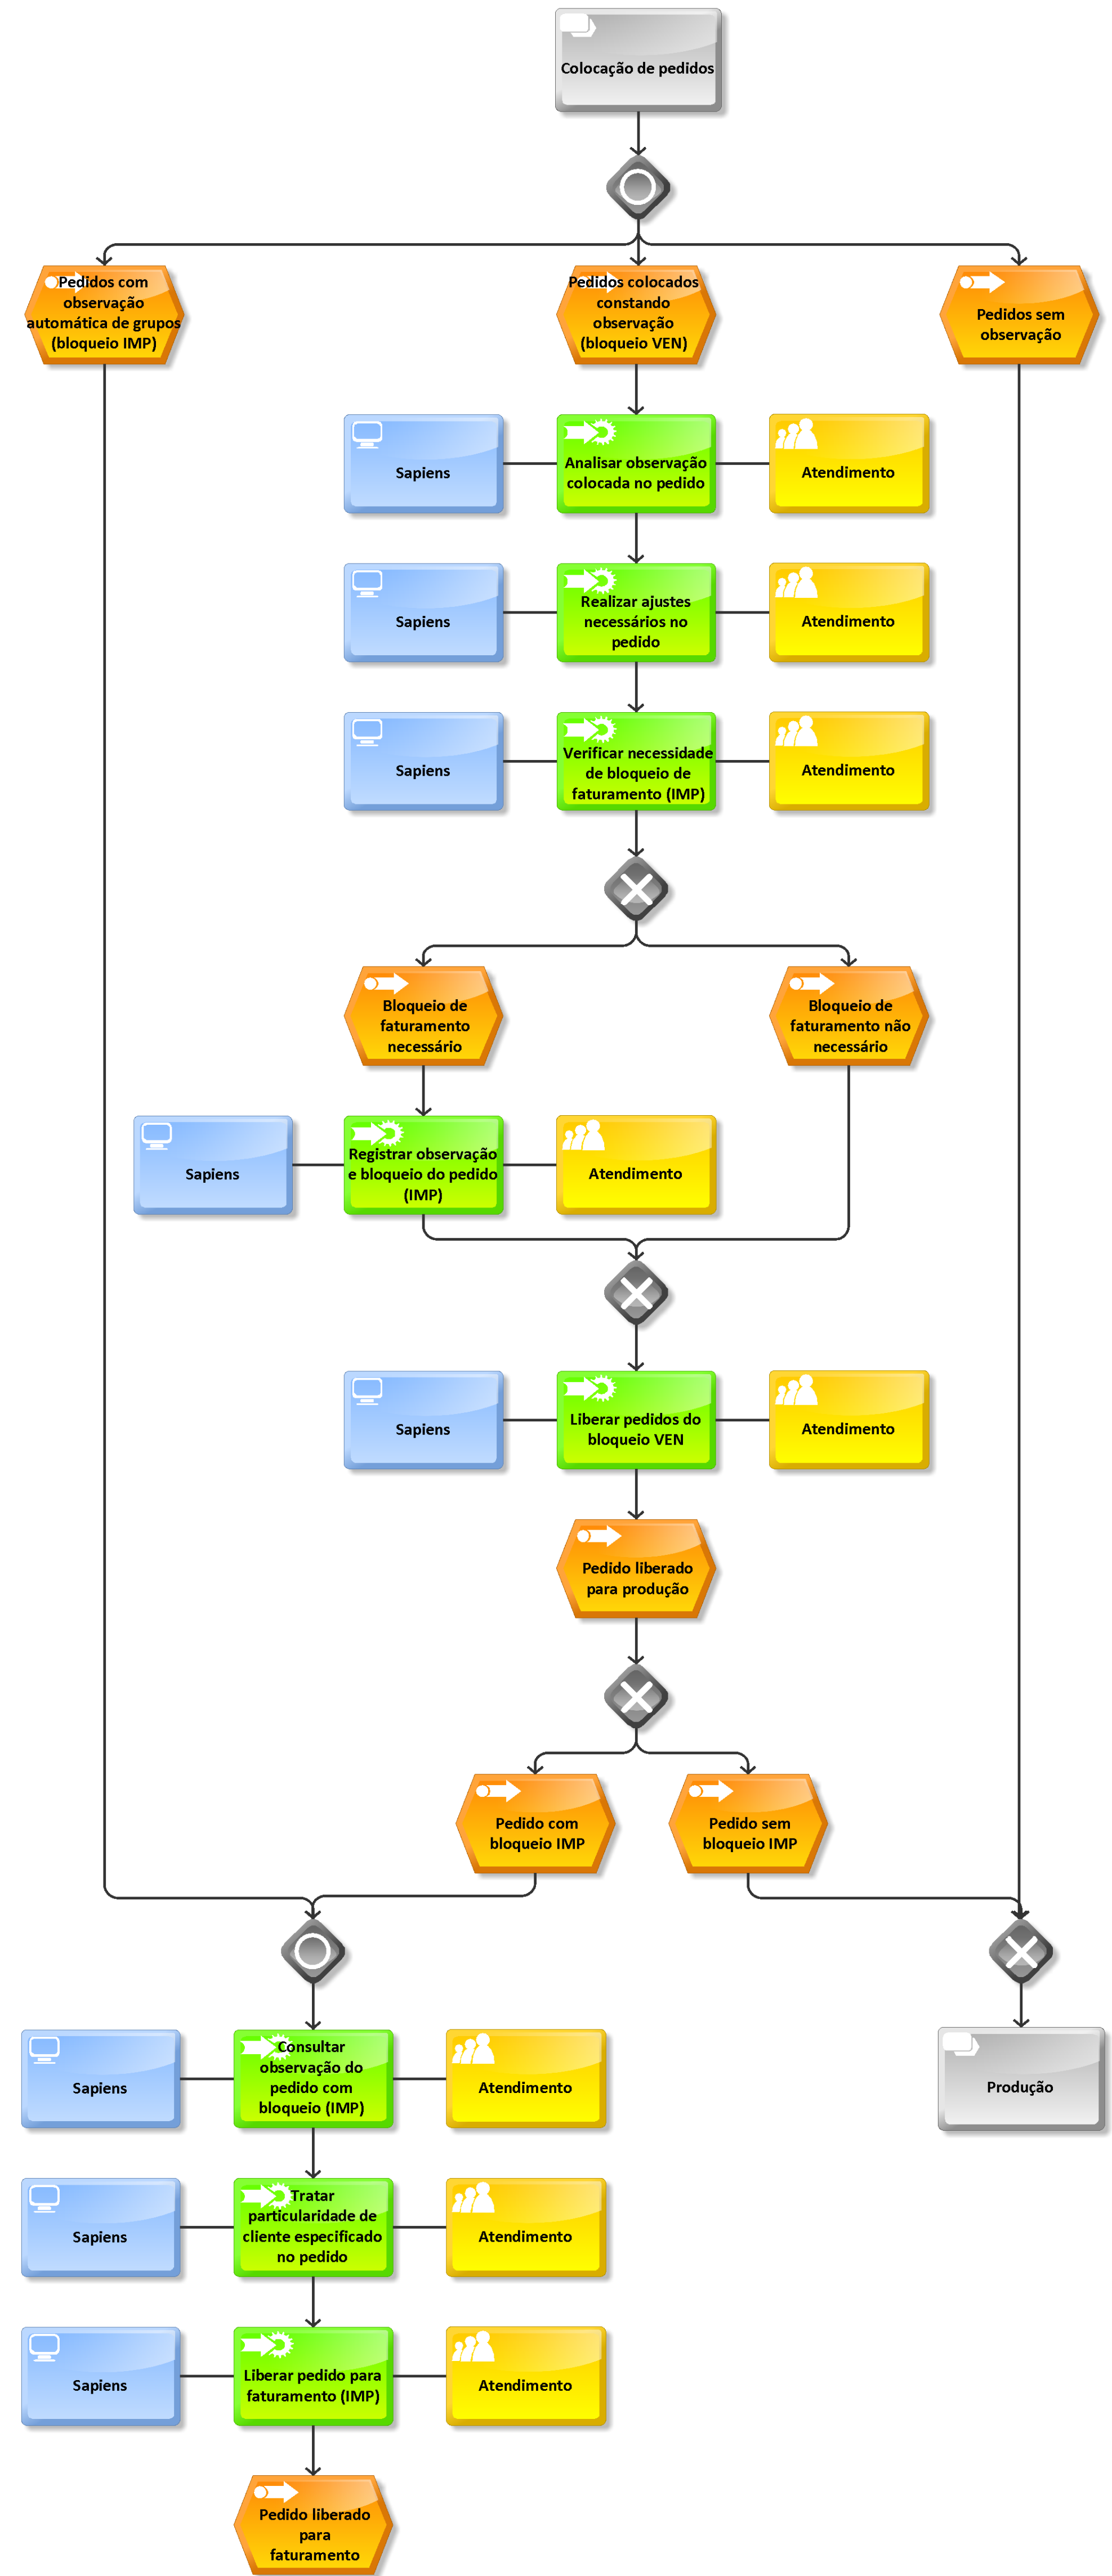 Colocação de pedidos
Pedidos com
observação
automática de grupos
(bloqueio IMP)
Pedidos colocados
constando
observação
(bloqueio VEN)
Pedidos sem
observação
Sapiens
Analisar observação
colocada no pedido
Atendimento
Sapiens
Realizar ajustes
necessários no
pedido
Atendimento
Sapiens
Verificar necessidade
de bloqueio de
faturamento (IMP)
Atendimento
Bloqueio de
faturamento
necessário
Bloqueio de
faturamento não
necessário
Sapiens
Registrar observação
e bloqueio do pedido
(IMP)
Atendimento
Sapiens
Liberar pedidos do
bloqueio VEN
Atendimento
Pedido liberado
para produção
Pedido com
bloqueio IMP
Pedido sem
bloqueio IMP
Sapiens
Consultar
observação do
pedido com
bloqueio (IMP)
Atendimento
Produção
Sapiens
Tratar
particularidade de
cliente especificado
no pedido
Atendimento
Sapiens
Liberar pedido para
faturamento (IMP)
Atendimento
Pedido liberado
para
faturamento